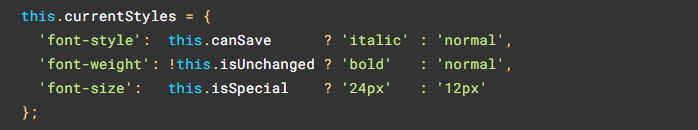 this.currentStyles = {
  'font-style':  this.canSave      ? 'italic' : 'normal',
  'font-weight': !this.isUnchanged ? 'bold'   : 'normal',
  'font-size':   this.isSpecial    ? '24px'   : '12px'
};